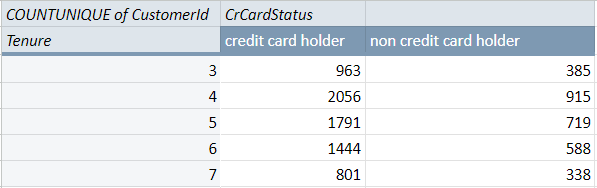 COUNTUNIQUE of CustomerId CrCardStatus
Tenure credit card holder non credit card holder
3 963 385
4 2056 915
5 1791 719
6 1444 588
7 801 338